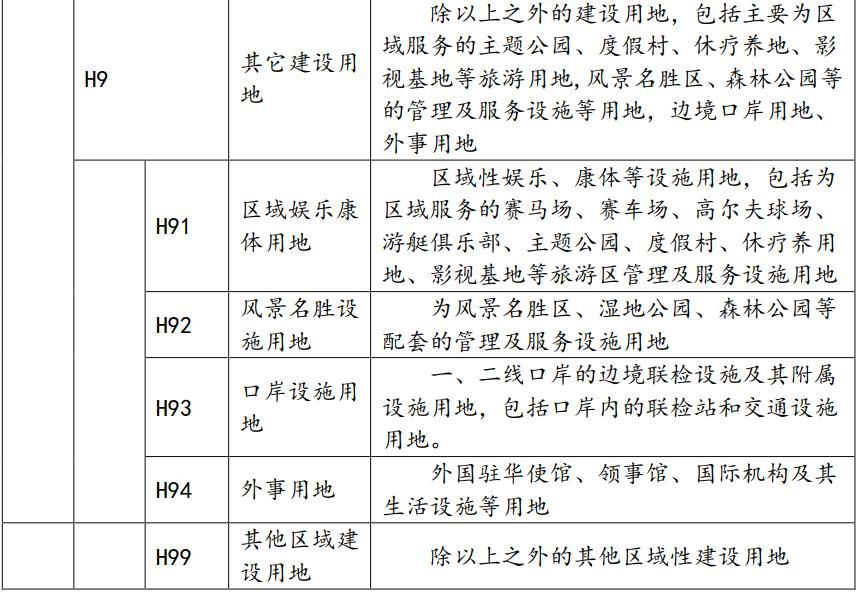 H9
其它建设用
地
除以上之外的建设用地，包括主要为区
域服务的主题公园、度假村、休疗养地、影
视基地等旅游用地,风景名胜区、森林公园等
的管理及服务设施等用地，边境口岸用地、
外事用地
H91
区域娱乐康
体用地
区域性娱乐、康体等设施用地，包括为
区域服务的赛马场、赛车场、高尔夫球场、
游艇俱乐部、主题公园、度假村、休疗养用
地、影视基地等旅游区管理及服务设施用地
H92
风景名胜设
施用地
为风景名胜区、湿地公园、森林公园等
配套的管理及服务设施用地
H93
口岸设施用
地
一、二线口岸的边境联检设施及其附属
设施用地，包括口岸内的联检站和交通设施
用地。
H94
外事用地
外国驻华使馆、领事馆、国际机构及其
生活设施等用地
H99
其他区域建
设用地
除以上之外的其他区域性建设用地